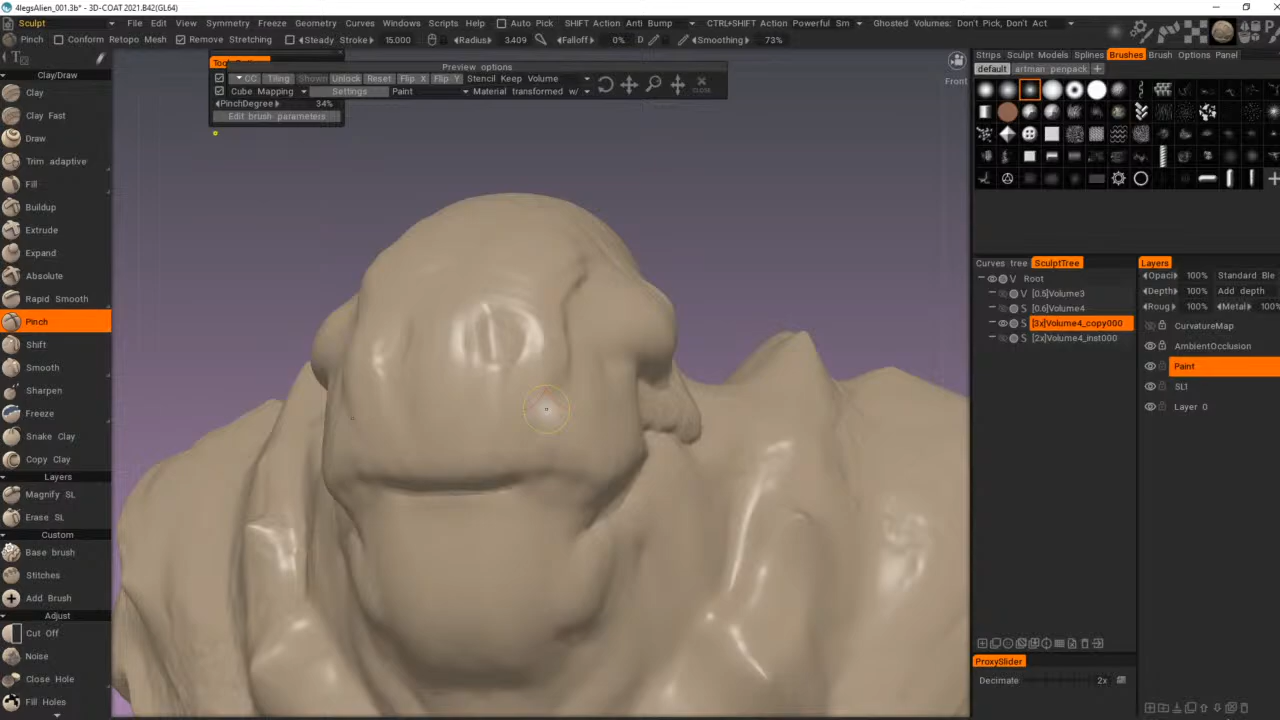 4legsAlien_001.3b* - 3D-COAT 2021.B42(GL64)
Sculpt File Edit View Symmetry Freeze Geometry Curves Windows Scripts Help Auto Pick SHIFT Action Anti Bump CTRL+SHIFT Action Powerful Sm Ghosted Volumes: Don't Pick, Don't Act
Pinch Conform Retopo Mesh Remove Stretching Steady Stroke 15.000 Radius 3.409 Falloff 0% D Smoothing 73%
Preview options
CC Tiling Shown Unlock Reset Flip X Flip Y Stencil Keep Volume
Cube Mapping Settings Paint Material transformed w/ CLOSE
PinchDegree 34%
Edit brush parameters
Front
Clay/Draw
Clay
Clay Fast
Draw
Trim adaptive
Fill
Buildup
Extrude
Expand
Absolute
Rapid Smooth
Pinch
Shift
Smooth
Sharpen
Freeze
Snake Clay
Copy Clay
Layers
Magnify SL
Erase SL
Custom
Base brush
Stitches
Add Brush
Adjust
Cut Off
Noise
Close Hole
Fill Holes
Strips Sculpt Models Splines Brushes Brush Options Panel
default artman penpack +
Curves tree SculptTree
V Root
V [0.5]Volume3
S [0.6]Volume4
S [3x]Volume4_copy000
S [2x]Volume4_inst000
ProxySlider
Decimate 2x
Layers
Opaci 100% Standard Ble
Depth 100% Add depth
Roug 100% Metal 100%
CurvatureMap
AmbientOcclusion
Paint
SL1
Layer 0